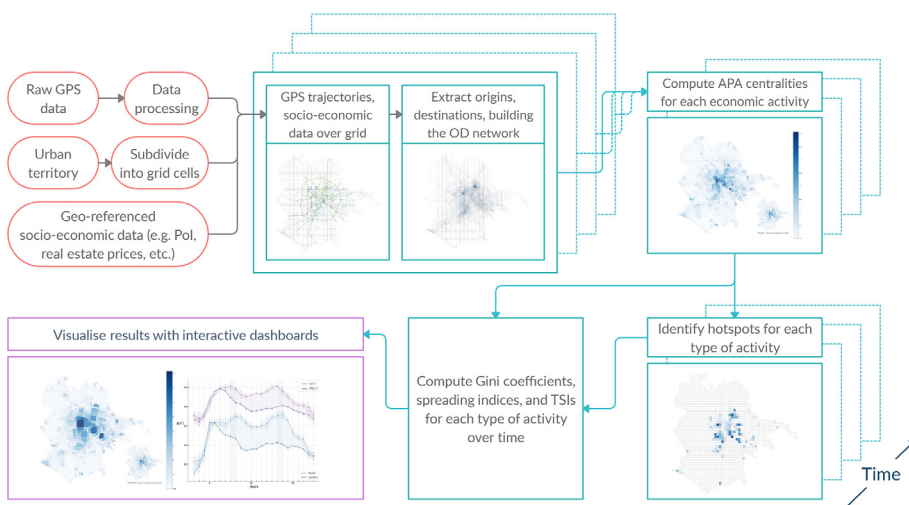 Raw GPS
data
Data
processing
Urban
territory
Subdivide
into grid cells
Geo-referenced
socio-economic data (e.g. PoI,
real estate prices, etc.)
GPS trajectories,
socio-economic
data over grid
Extract origins,
destinations, building
the OD network
Compute APA centralities
for each economic activity
Visualise results with interactive dashboards
Compute Gini coefficients,
spreading indices, and TSIs
for each type of activity
over time
Identify hotspots for each
type of activity
Time